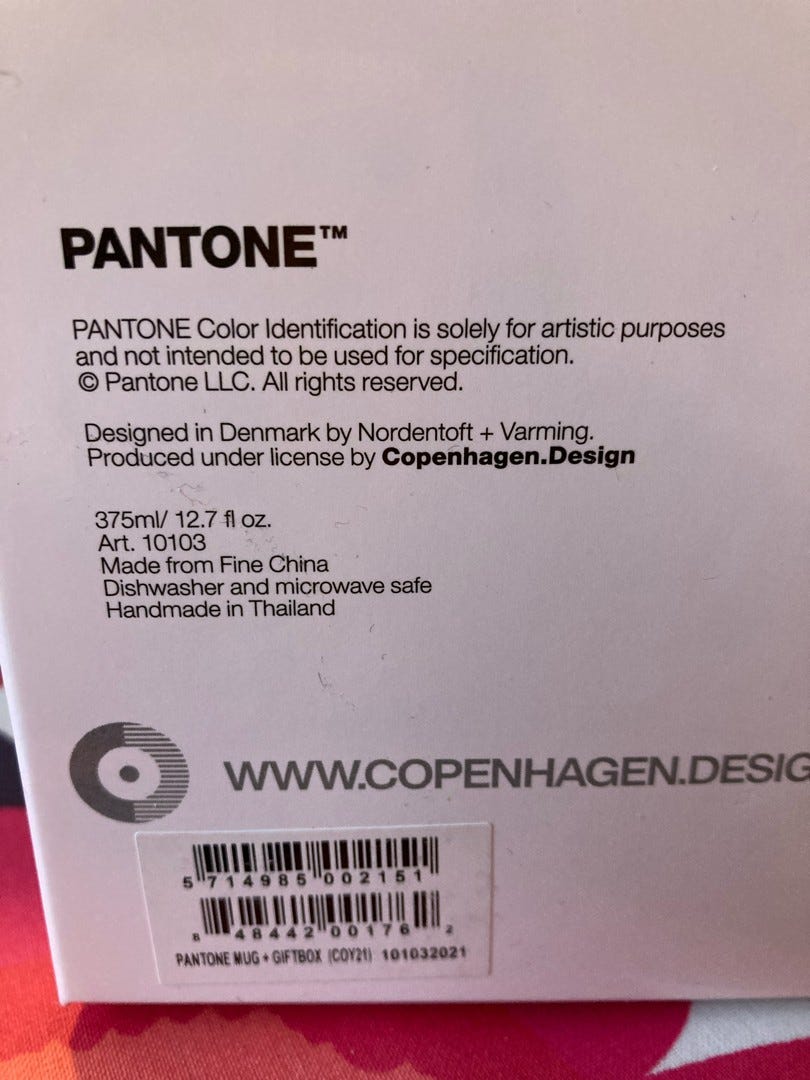 PANTONE™
PANTONE Color Identification is solely for artistic purposes
and not intended to be used for specification.
© Pantone LLC. All rights reserved.
Designed in Denmark by Nordentoft + Varming.
Produced under license by Copenhagen.Design
375ml/ 12.7 fl oz.
Art. 10103
Made from Fine China
Dishwasher and microwave safe
Handmade in Thailand
WWW.COPENHAGEN.DESIG
5 714985 002151
8 48442 00176 2
PANTONE MUG + GIFTBOX (COY21) 101032021